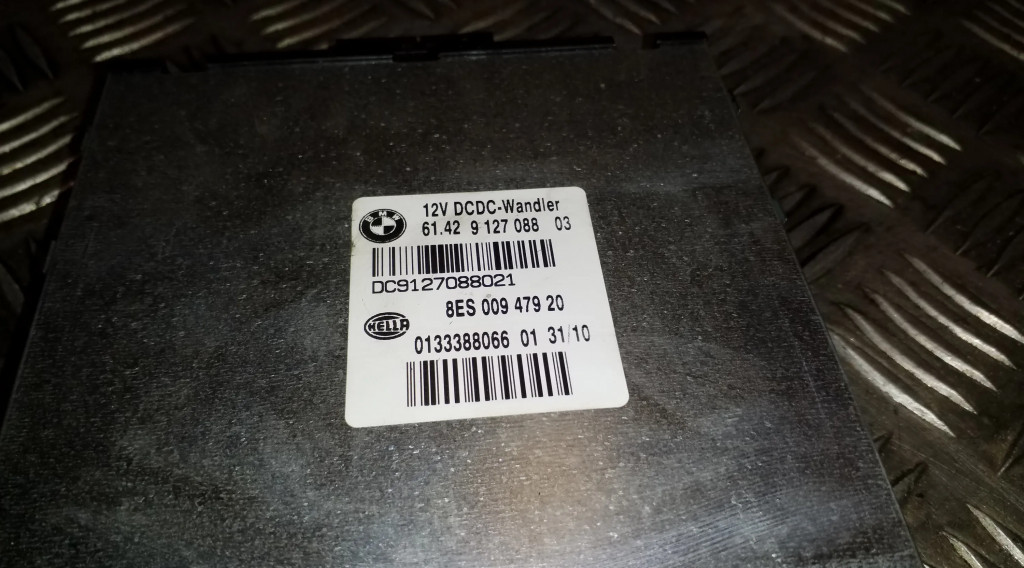 BMW
12V DCDC-Wandler
61.42 9 127 088 03
DC9127088021
8ES 009 479 20
HELLA
0133388066 01 31/10